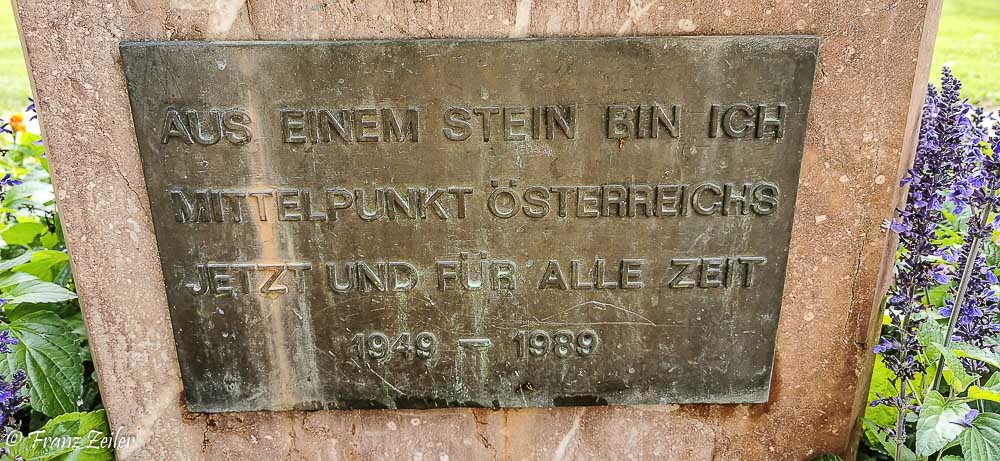 AUS EINEM STEIN BIN ICH
MITTELPUNKT ÖSTERREICHS
JETZT UND FÜR ALLE ZEIT
1949 – 1989
© Franz Zeiler